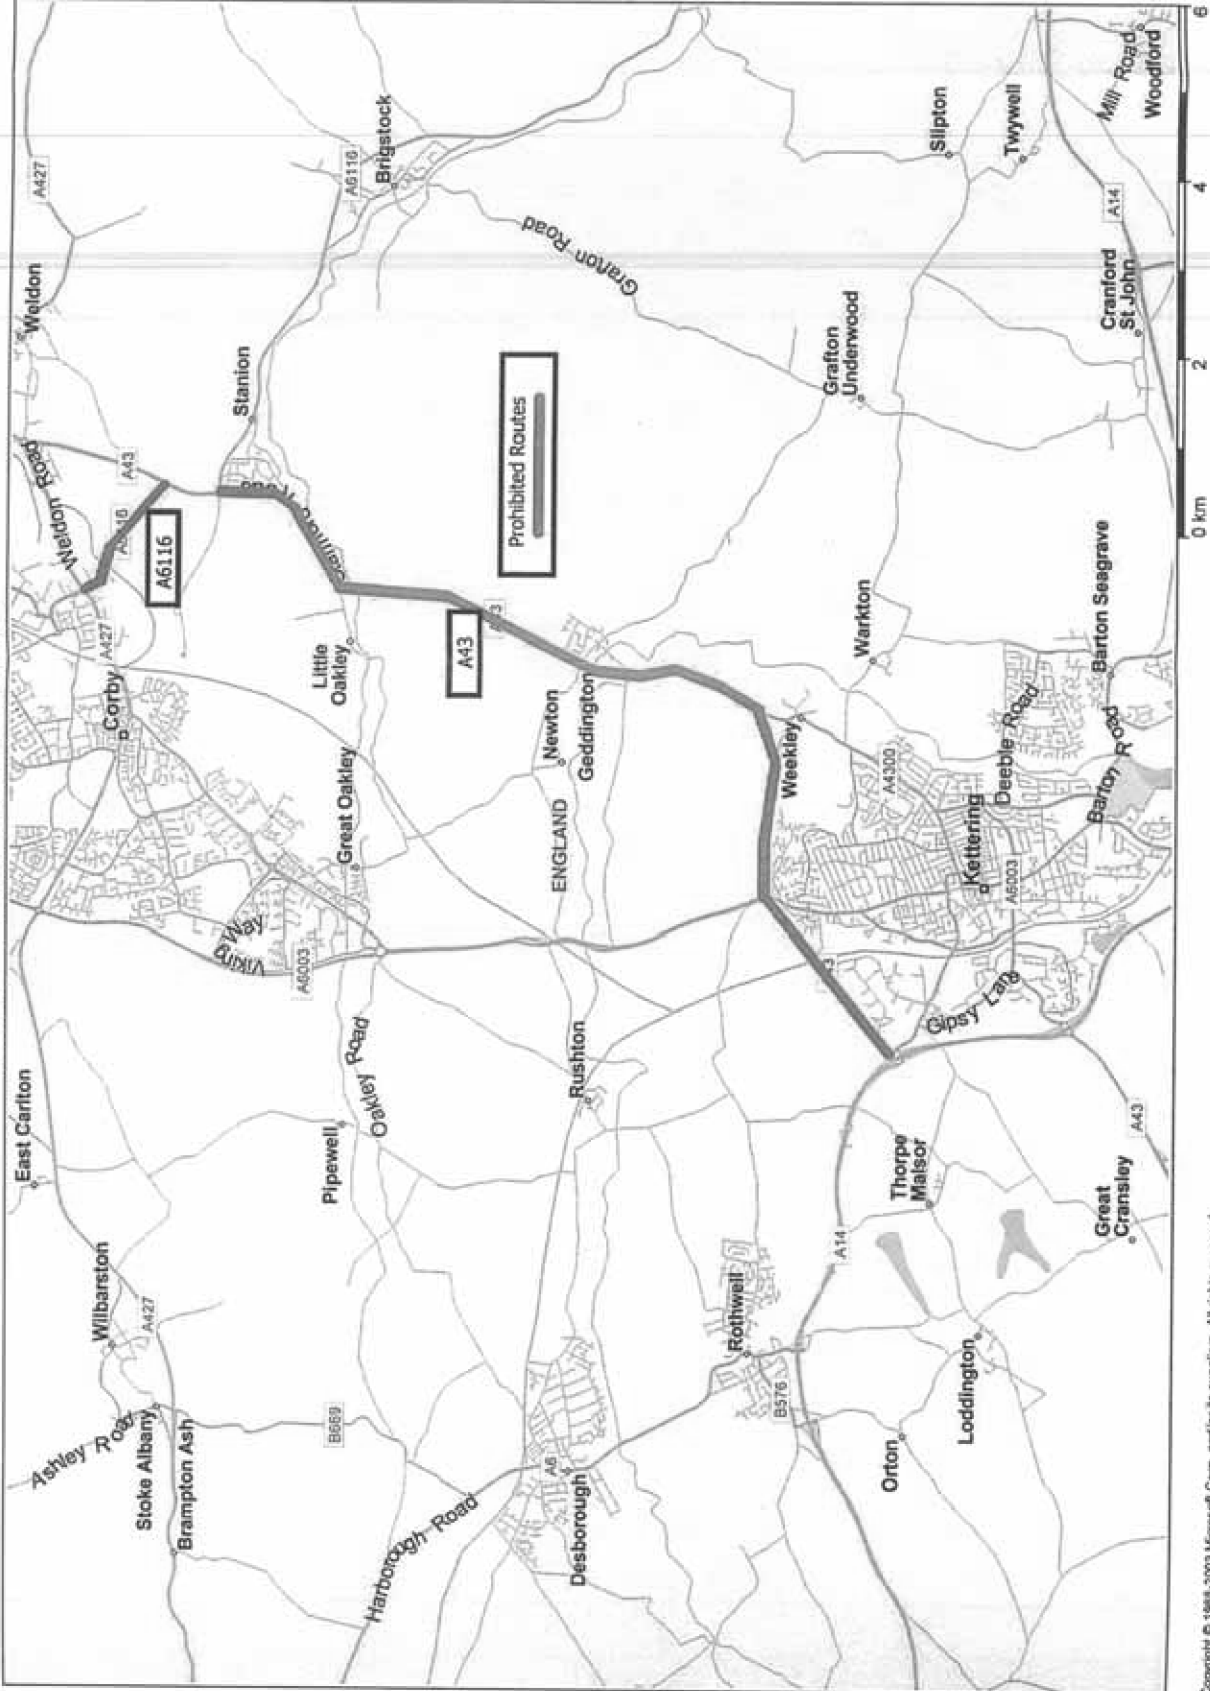 Ashley Road
Stoke Albany
Brampton Ash
Wilbarston
A427
East Carlton
Corby
A427
Weldon Road
A43
Weldon
A427
A6116
A6116
Viking Way
A6003
Stanion
B669
Pipewell
Oakley Road
Great Oakley
Little
Oakley
A6116
Brigstock
Harborough Road
A43
Prohibited Routes
Grafton Road
A6
Desborough
Rushton
ENGLAND
Newton
Geddington
Rothwell
B576
A14
Weekley
Warkton
Grafton
Underwood
Slipton
Orton
Loddington
Thorpe
Malsor
Gipsy Lane
A4300
Kettering
A6003
Deeble Road
Twywell
Great
Cransley
A43
Barton Road
Barton Seagrave
Cranford
St John
A14
Mill Road
Woodford
0 km
2
4
6